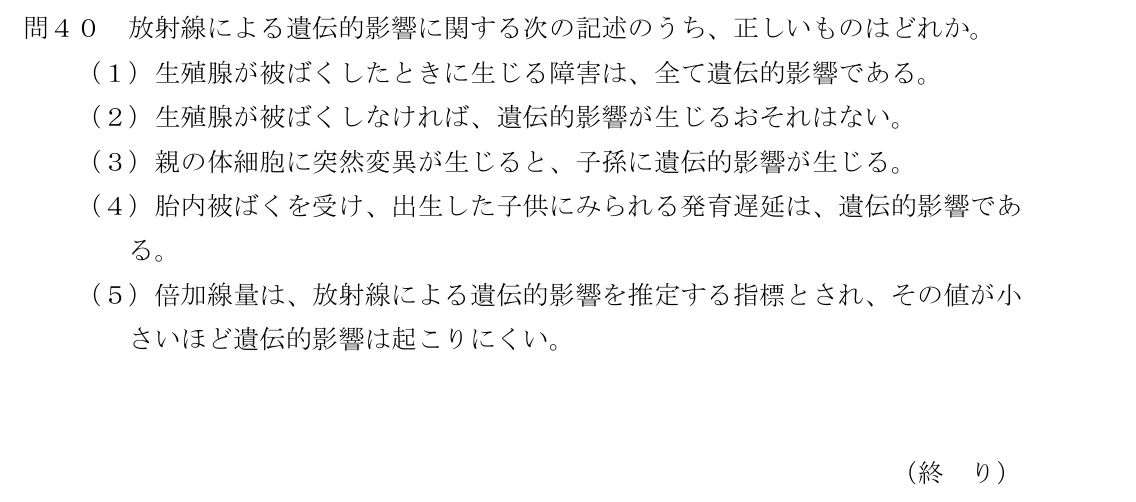 問４０　放射線による遺伝的影響に関する次の記述のうち、正しいものはどれか。
（１）生殖腺が被ばくしたときに生じる障害は、全て遺伝的影響である。
（２）生殖腺が被ばくしなければ、遺伝的影響が生じるおそれはない。
（３）親の体細胞に突然変異が生じると、子孫に遺伝的影響が生じる。
（４）胎内被ばくを受け、出生した子供にみられる発育遅延は、遺伝的影響であ
る。
（５）倍加線量は、放射線による遺伝的影響を推定する指標とされ、その値が小
さいほど遺伝的影響は起こりにくい。
（終　り）